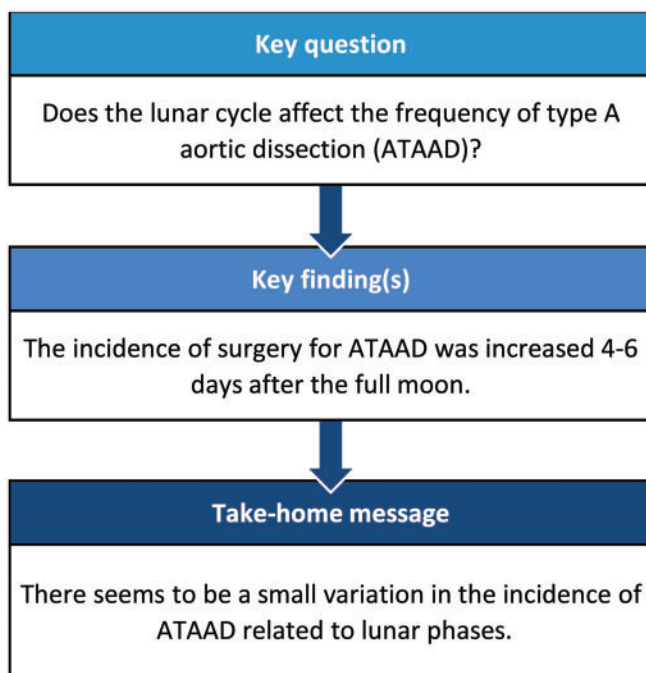 Key question
Does the lunar cycle affect the frequency of type A
aortic dissection (ATAAD)?
Key finding(s)
The incidence of surgery for ATAAD was increased 4-6
days after the full moon.
Take-home message
There seems to be a small variation in the incidence of
ATAAD related to lunar phases.